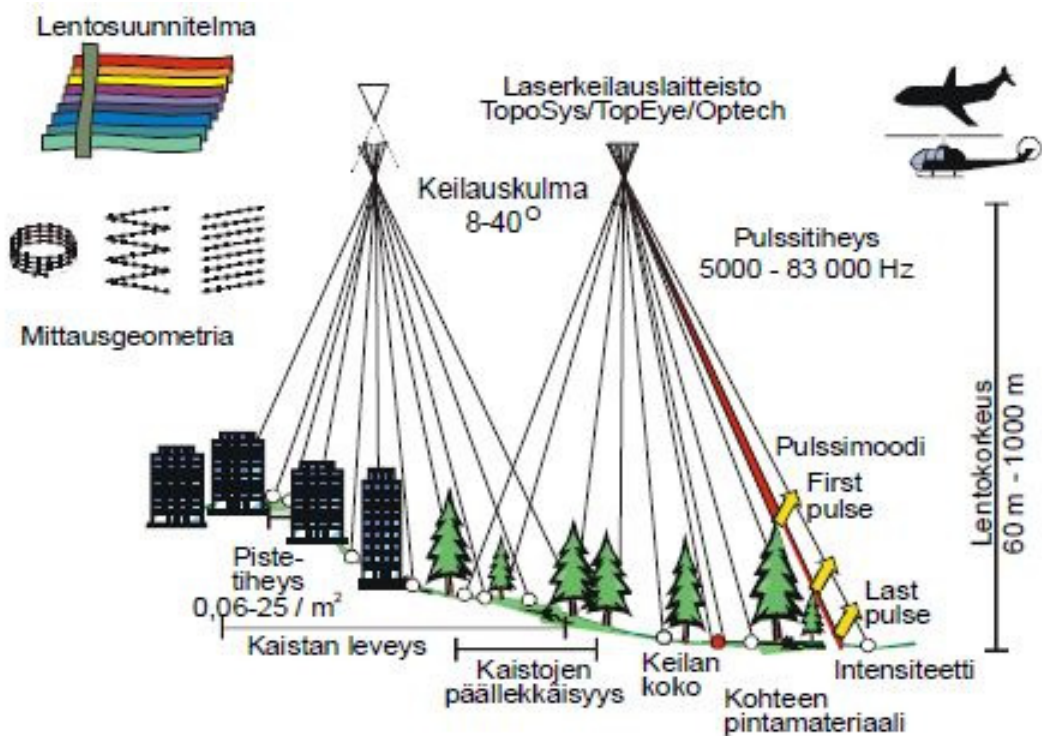 Lentosuunnitelma
Laserkeilauslaitteisto
TopoSys/TopEye/Optech
Keilauskulma
8-40°
Pulssitiheys
5000 - 83 000 Hz
Mittausgeometria
Lentokorkeus
60 m - 1000 m
Pulssimoodi
First
pulse
Last
pulse
Piste-
tiheys
0,06-25 / m²
Kaistan leveys
Kaistojen
päällekkäisyys
Keilan
koko
Intensiteetti
Kohteen
pintamateriaali